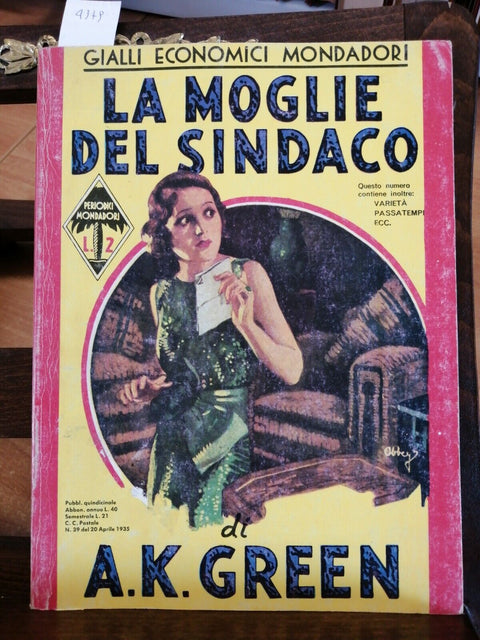 4379
GIALLI ECONOMICI MONDADORI
LA MOGLIE
DEL SINDACO
Questo numero
contiene inoltre:
VARIETÀ
PASSATEMPI
ECC.
PERIODICI
MONDADORI
L. 2
Pubbl. quindicinale
Abbon. annuo L. 40
Semestrale L. 21
C. C. Postale
N. 39 del 20 Aprile 1935
di
A.K. GREEN